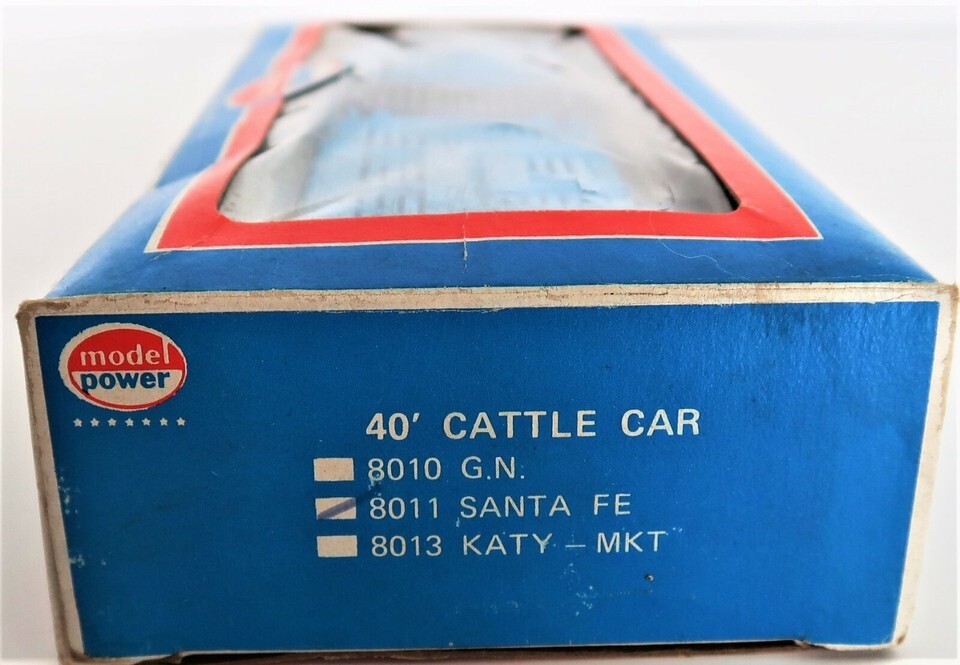 model
power
40' CATTLE CAR
8010 G.N.
8011 SANTA FE
8013 KATY – MKT